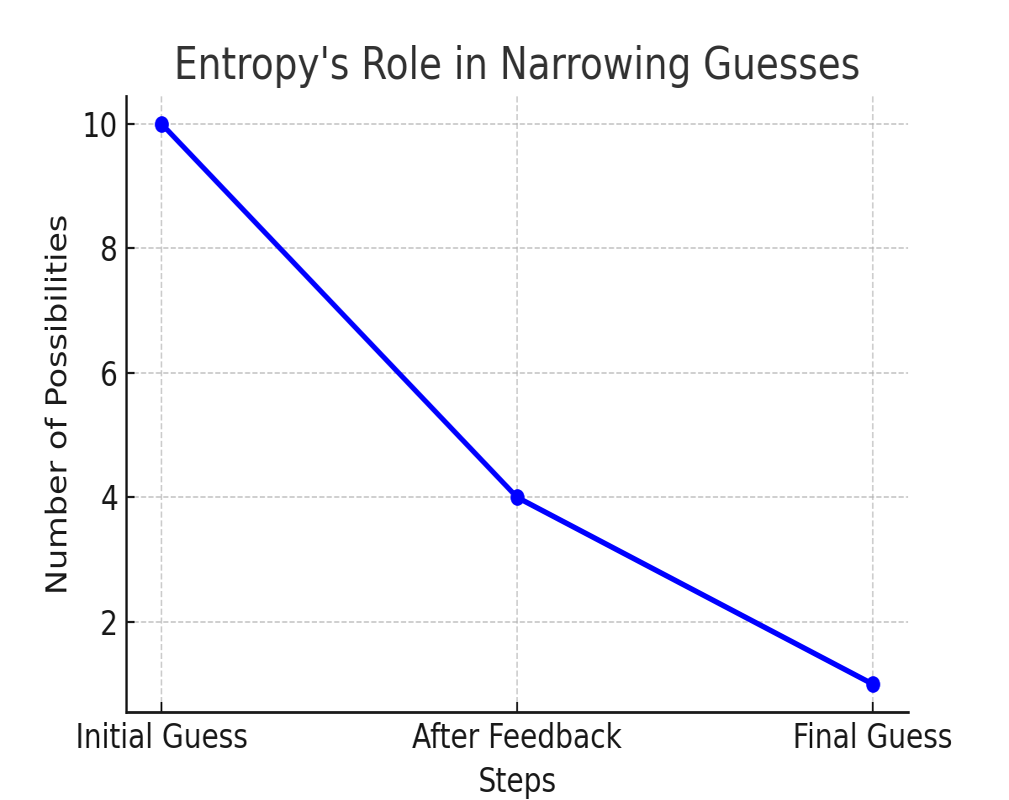 Entropy's Role in Narrowing Guesses
Number of Possibilities
10
8
6
4
2
Initial Guess
After Feedback
Final Guess
Steps